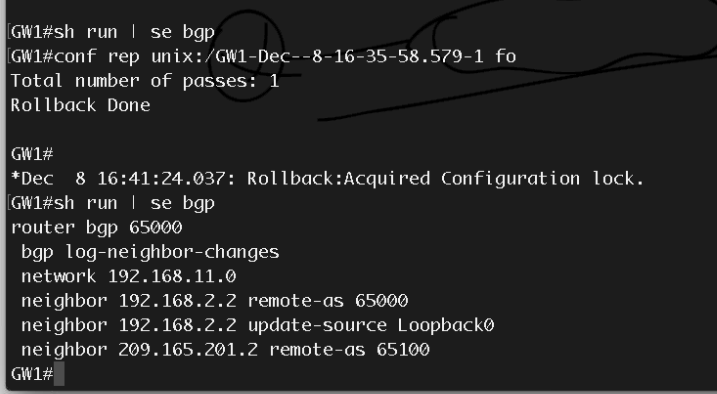 [GW1#sh run | se bgp
[GW1#conf rep unix:/GW1-Dec--8-16-35-58.579-1 fo
Total number of passes: 1
Rollback Done
GW1#
*Dec  8 16:41:24.037: Rollback:Acquired Configuration lock.
[GW1#sh run | se bgp
router bgp 65000
 bgp log-neighbor-changes
 network 192.168.11.0
 neighbor 192.168.2.2 remote-as 65000
 neighbor 192.168.2.2 update-source Loopback0
 neighbor 209.165.201.2 remote-as 65100
GW1#